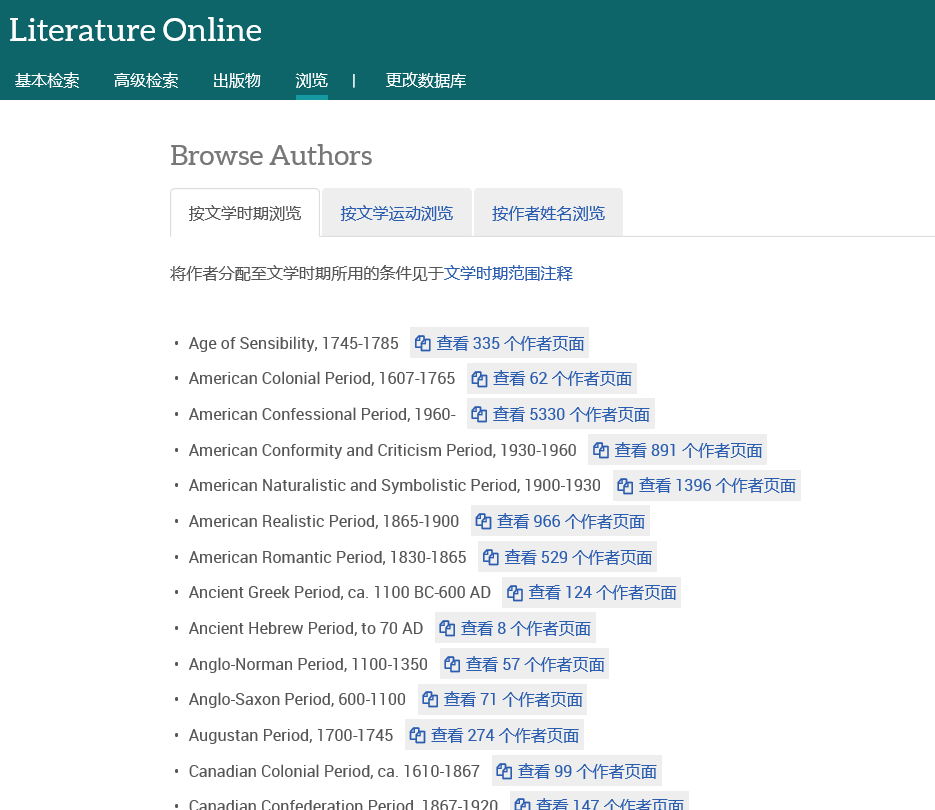 Literature Online
基本检索 高级检索 出版物 浏览 | 更改数据库
Browse Authors
按文学时期浏览 按文学运动浏览 按作者姓名浏览
将作者分配至文学时期所用的条件见于文学时期范围注释
• Age of Sensibility, 1745-1785 查看 335 个作者页面
• American Colonial Period, 1607-1765 查看 62 个作者页面
• American Confessional Period, 1960- 查看 5330 个作者页面
• American Conformity and Criticism Period, 1930-1960 查看 891 个作者页面
• American Naturalistic and Symbolistic Period, 1900-1930 查看 1396 个作者页面
• American Realistic Period, 1865-1900 查看 966 个作者页面
• American Romantic Period, 1830-1865 查看 529 个作者页面
• Ancient Greek Period, ca. 1100 BC-600 AD 查看 124 个作者页面
• Ancient Hebrew Period, to 70 AD 查看 8 个作者页面
• Anglo-Norman Period, 1100-1350 查看 57 个作者页面
• Anglo-Saxon Period, 600-1100 查看 71 个作者页面
• Augustan Period, 1700-1745 查看 274 个作者页面
• Canadian Colonial Period, ca. 1610-1867 查看 99 个作者页面
• Canadian Confederation Period, 1867-1920 查看 147 个作者页面